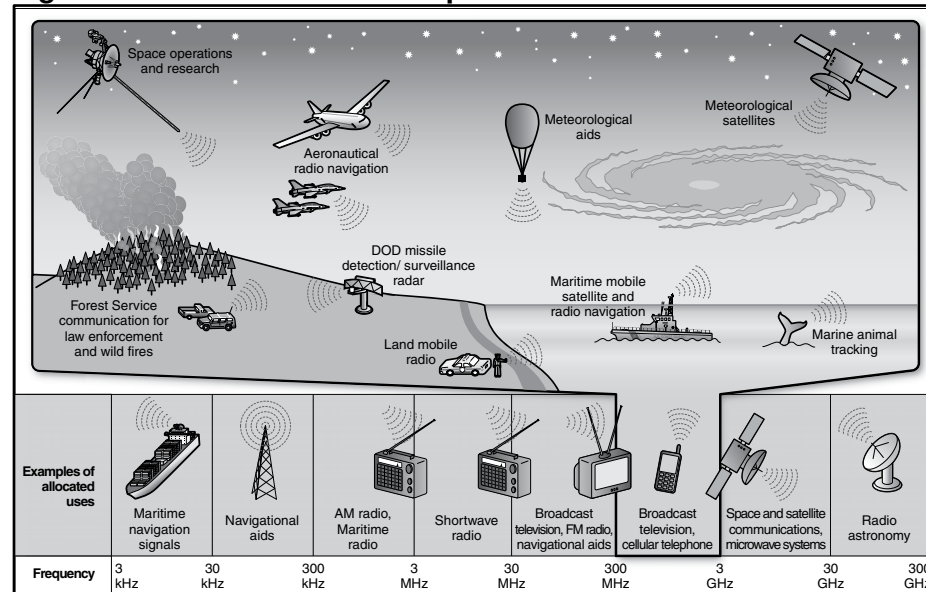 Space operations
and research
Aeronautical
radio navigation
Meteorological
aids
Meteorological
satellites
DOD missile
detection/ surveillance
radar
Forest Service
communication for
law enforcement
and wild fires
Land mobile
radio
Maritime mobile
satellite and
radio navigation
Marine animal
tracking
Examples of
allocated
uses
Maritime
navigation
signals
Navigational
aids
AM radio,
Maritime
radio
Shortwave
radio
Broadcast
television, FM radio,
navigational aids
Broadcast
television,
cellular telephone
Space and satellite
communications,
microwave systems
Radio
astronomy
Frequency
3 30 300 3 30 300 3 30 300
kHz kHz kHz MHz MHz MHz GHz GHz GHz